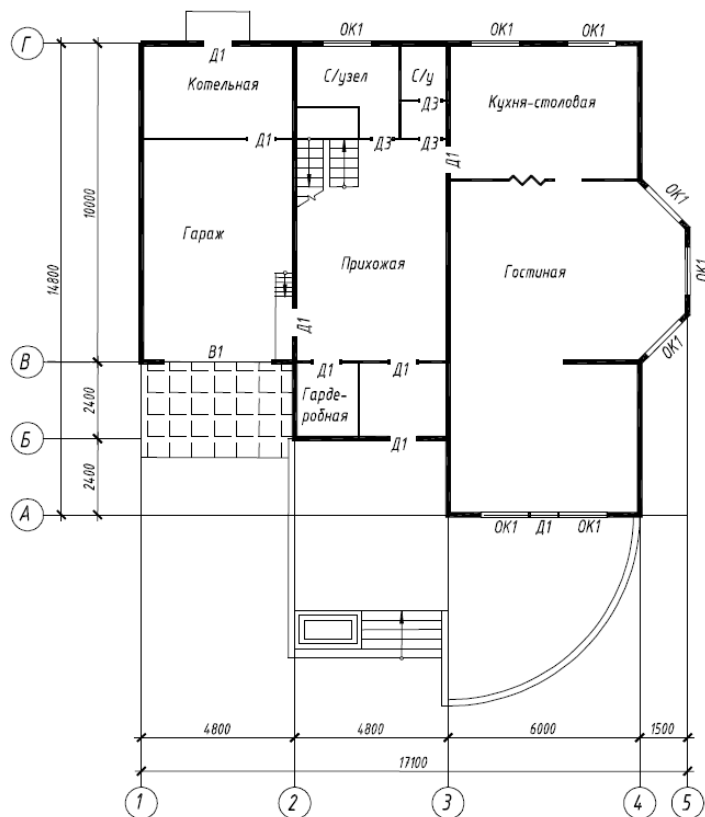 ОК1
ОК1
ОК1
Г
Д1
С/узел
С/у
Котельная
Д3
Кухня-столовая
Д1
Д3
Д3
Д1
ОК1
10000
14800
Гараж
Прихожая
Гостиная
ОК1
Д1
ОК1
В
В1
Д1
Д1
2400
Гарде-
робная
Б
Д1
2400
А
ОК1
Д1
ОК1
4800
4800
6000
1500
17100
1
2
3
4
5